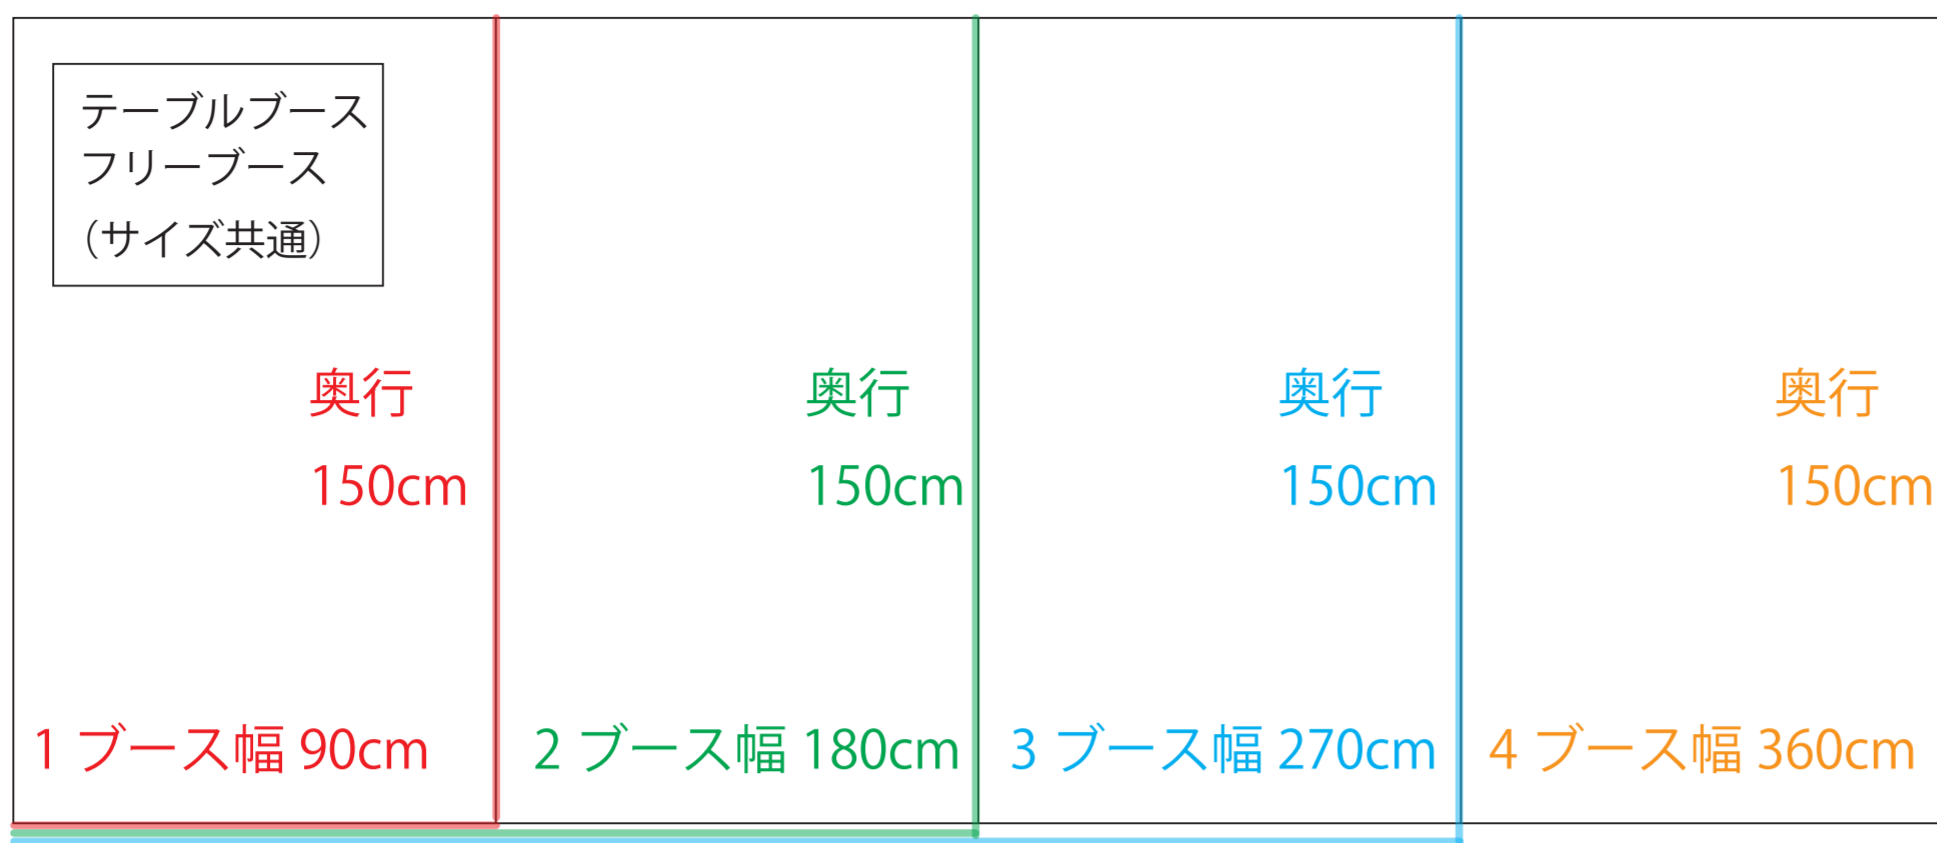 テーブルブース
フリーブース
（サイズ共通）
奥行
150cm
1 ブース幅 90cm
奥行
150cm
2 ブース幅 180cm
奥行
150cm
3 ブース幅 270cm
奥行
150cm
4 ブース幅 360cm